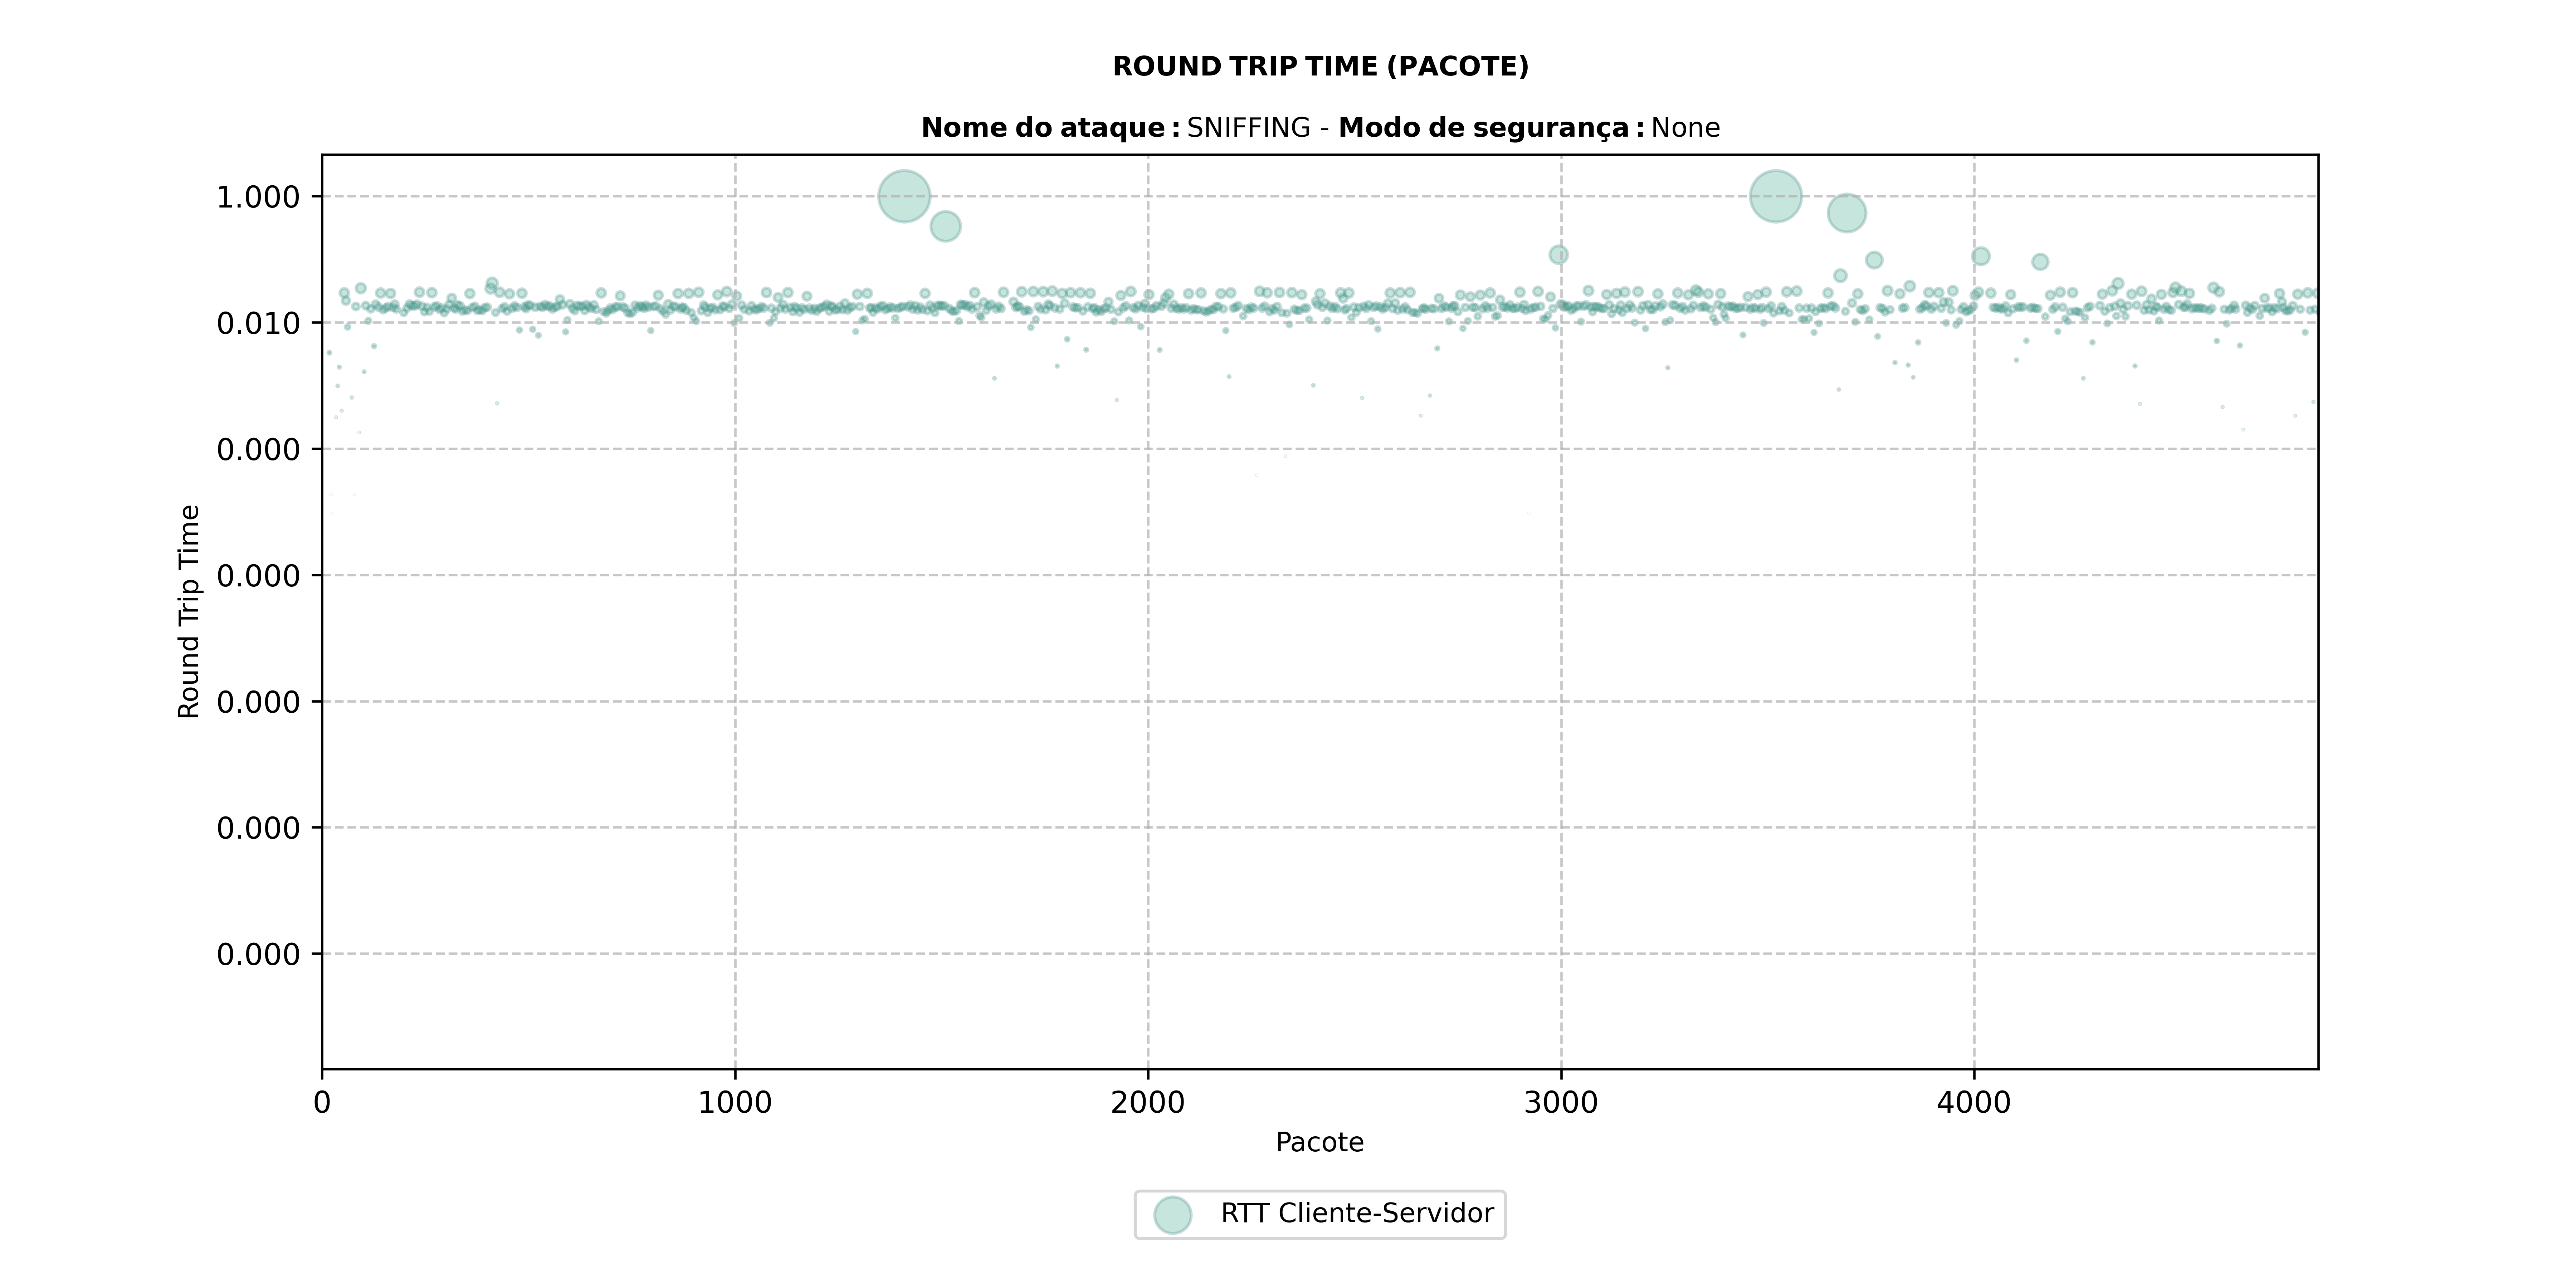 ROUND TRIP TIME (PACOTE)
Nome do ataque : SNIFFING - Modo de segurança : None
1.000
0.010
0.000
0.000
0.000
0.000
0.000
Round Trip Time
0
1000
2000
3000
4000
Pacote
RTT Cliente-Servidor